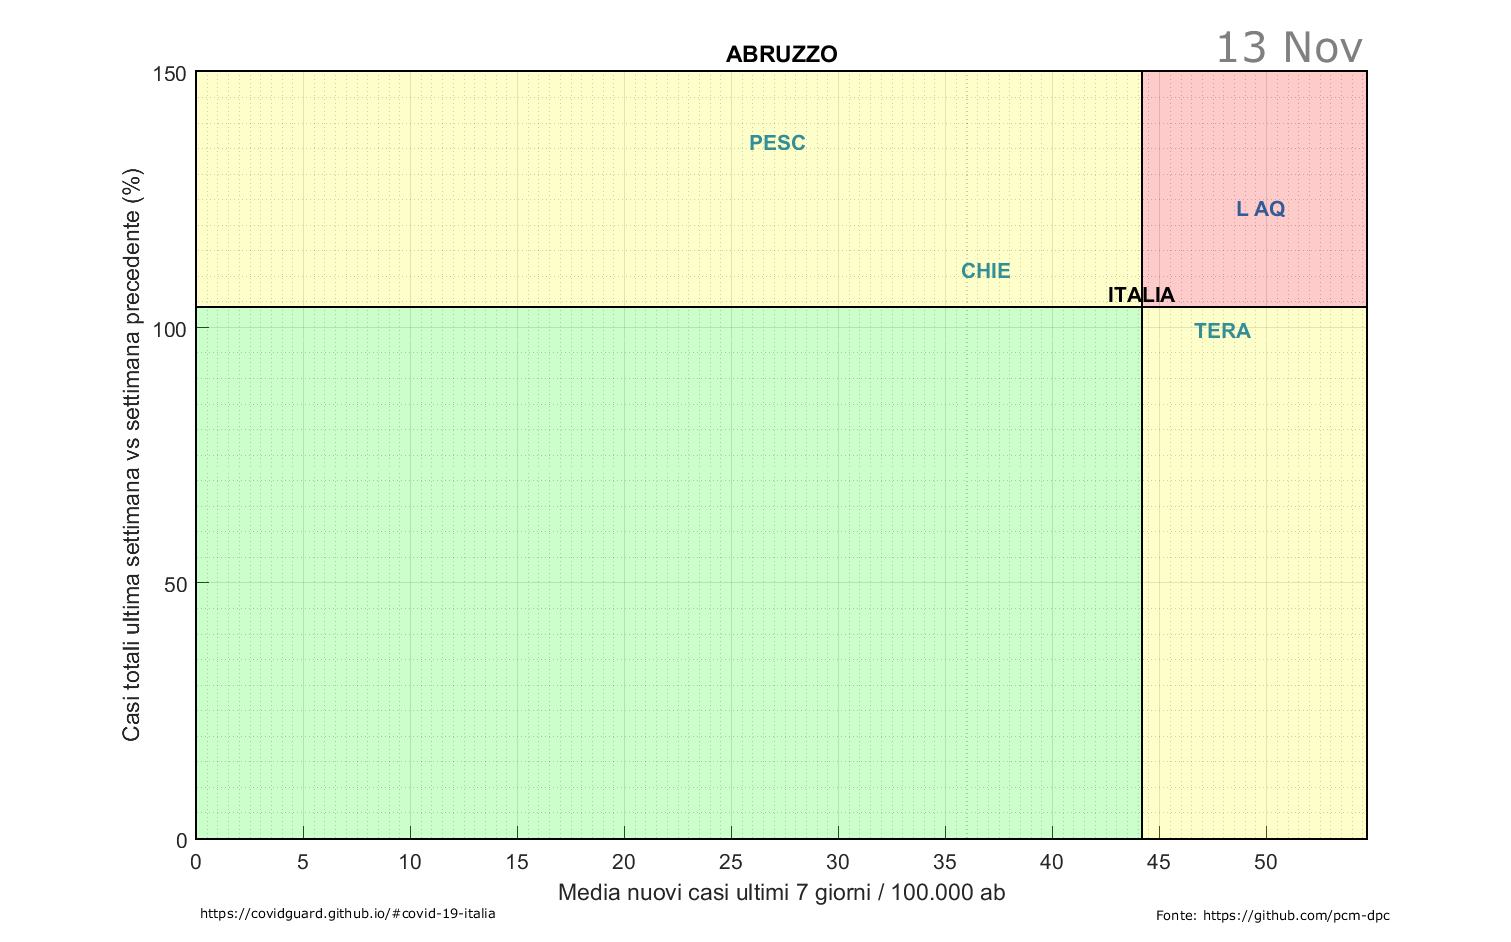 ABRUZZO
13 Nov
150
100
50
0
Casi totali ultima settimana vs settimana precedente (%)
PESC
L AQ
CHIE
ITALIA
TERA
0 5 10 15 20 25 30 35 40 45 50
Media nuovi casi ultimi 7 giorni / 100.000 ab
https://covidguard.github.io/#covid-19-italia
Fonte: https://github.com/pcm-dpc